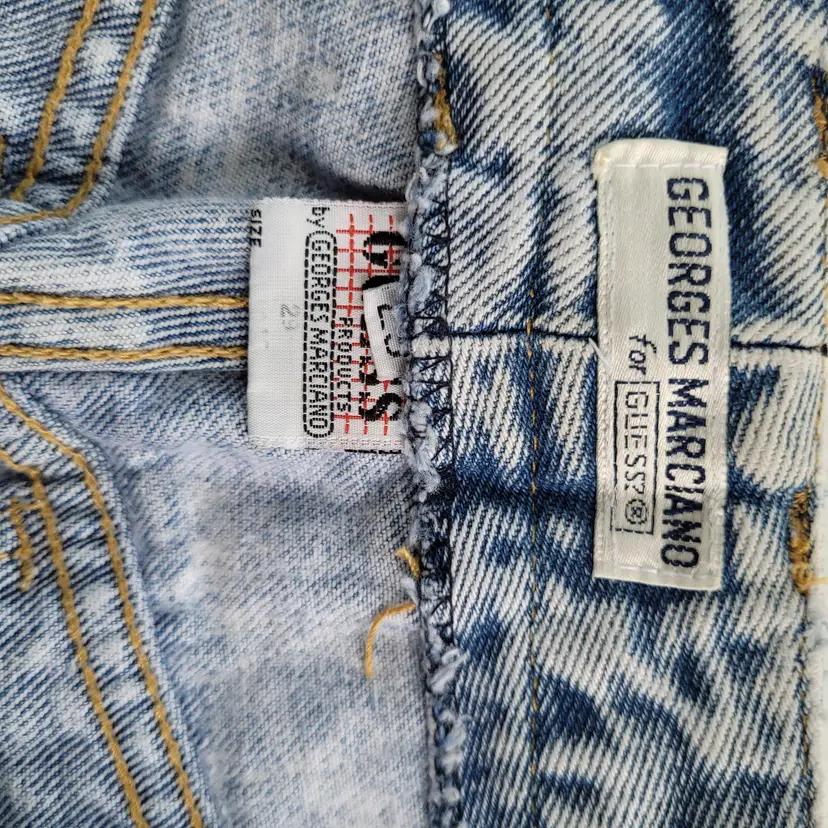 GEORGES MARCIANO
for GUESS?®
PRODUCTS
by GEORGES MARCIANO
SIZE
29